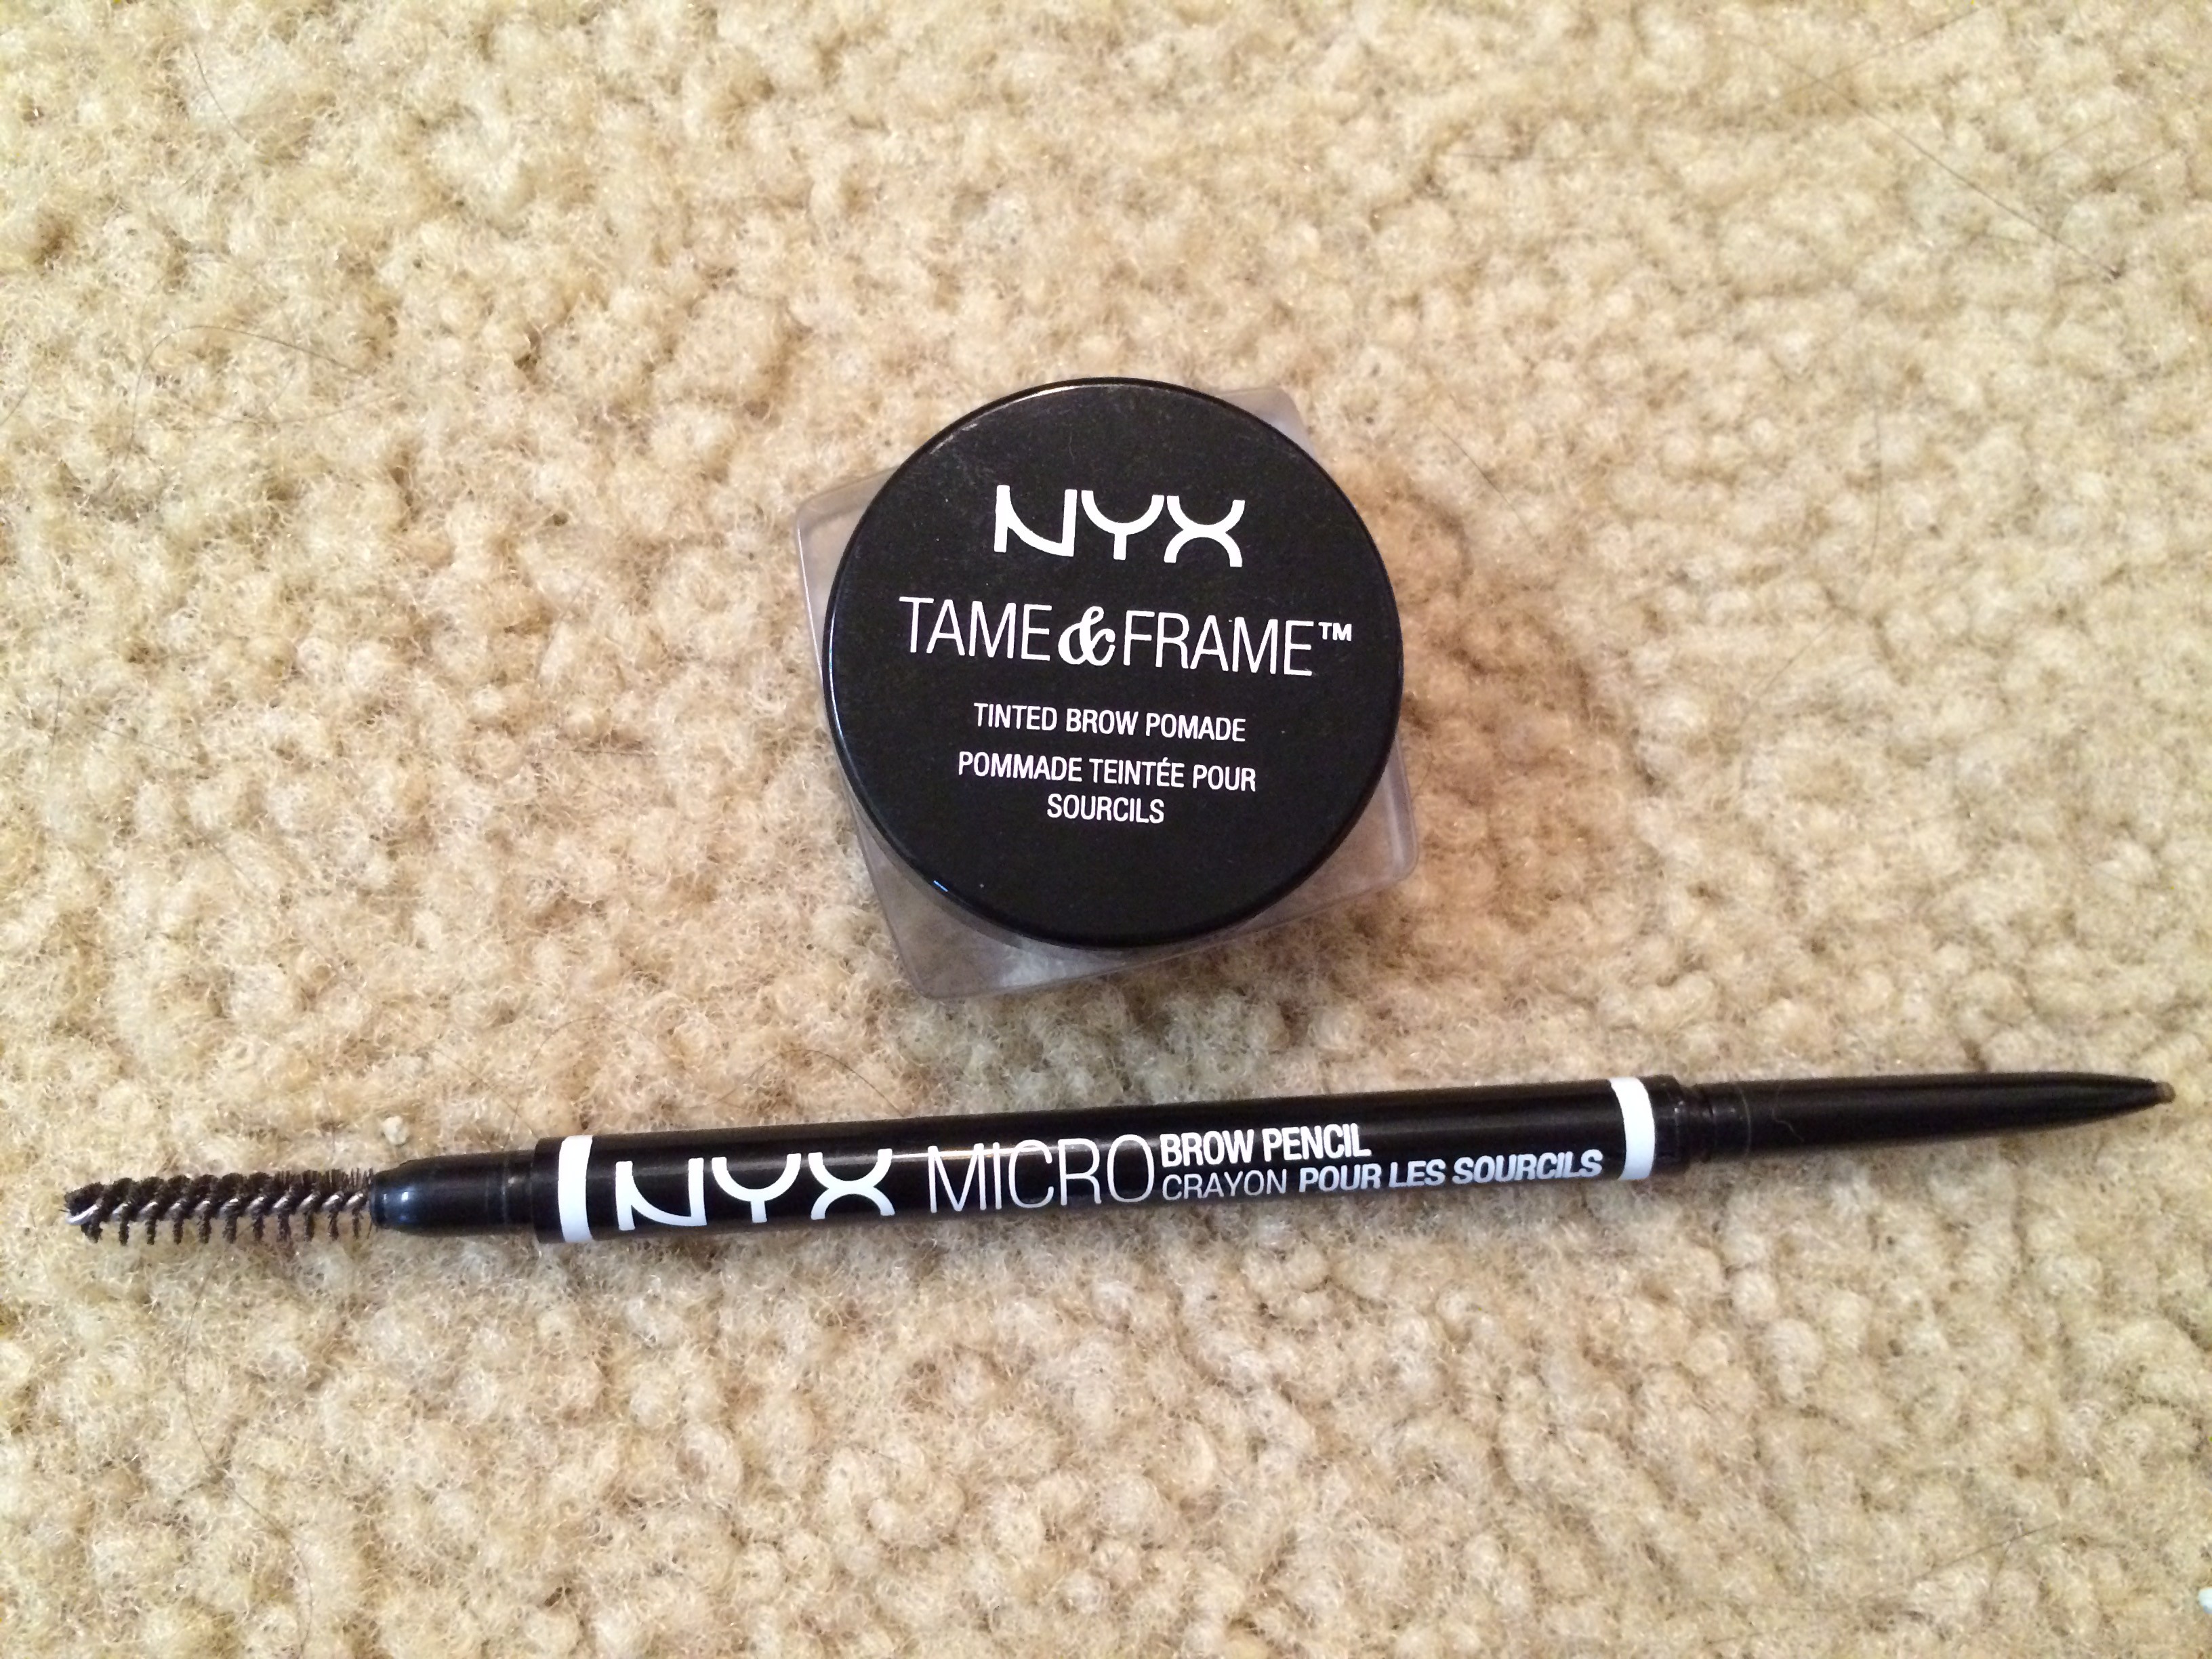 NYX
TAME&FRAME™
TINTED BROW POMADE
POMMADE TEINTÉE POUR
SOURCILS
NYX MICRO BROW PENCIL
CRAYON POUR LES SOURCILS